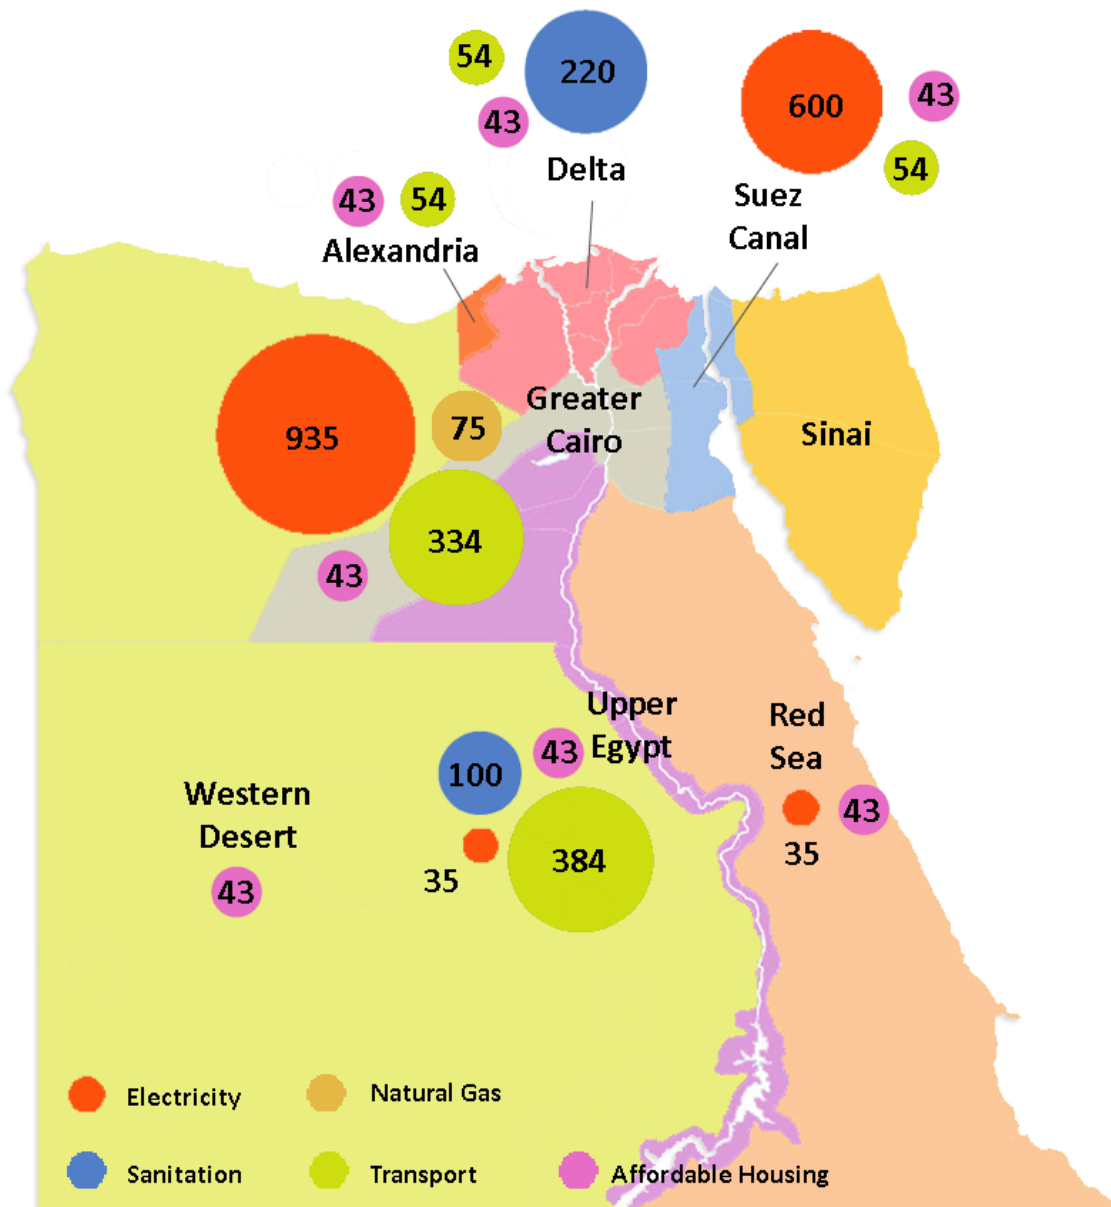 54
220
43
Delta
600
43
54
Suez
Canal
43
54
Alexandria
935
75
Greater
Cairo
Sinai
334
43
Upper
Egypt
Red
Sea
100
43
Western
Desert
35
384
43
35
43
Electricity
Natural Gas
Sanitation
Transport
Affordable Housing